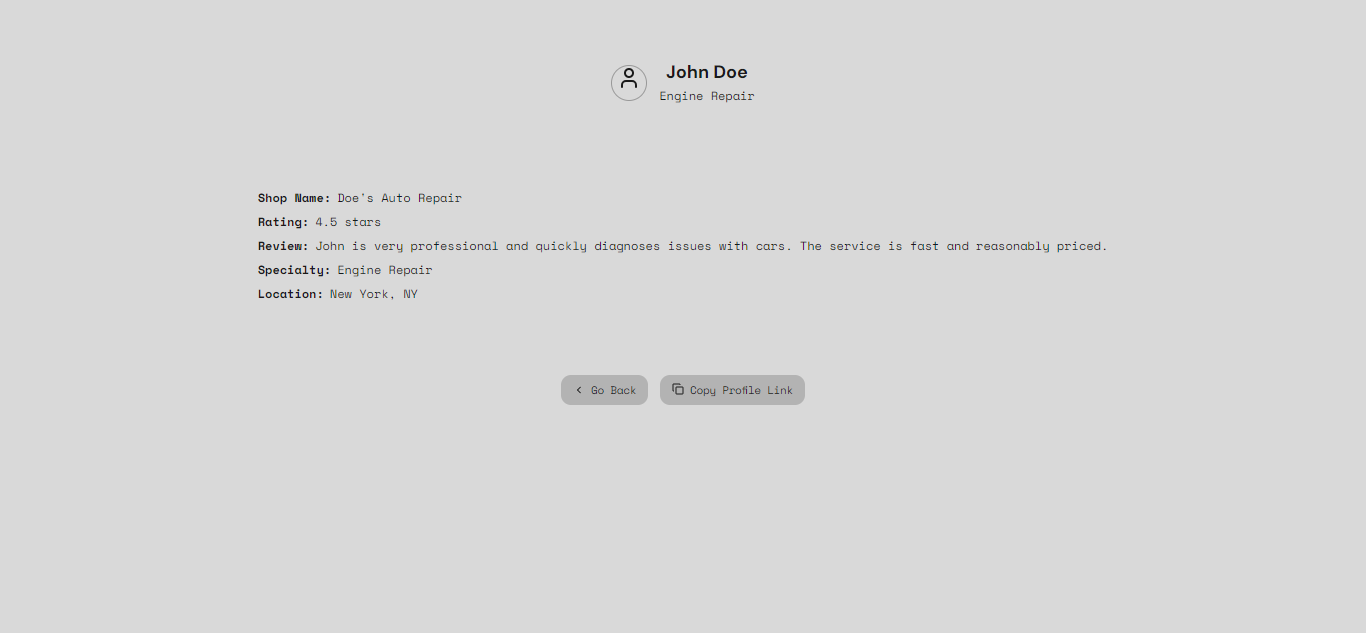 John Doe
Engine Repair
Shop Name: Doe's Auto Repair
Rating: 4.5 stars
Review: John is very professional and quickly diagnoses issues with cars. The service is fast and reasonably priced.
Specialty: Engine Repair
Location: New York, NY
Go Back
Copy Profile Link